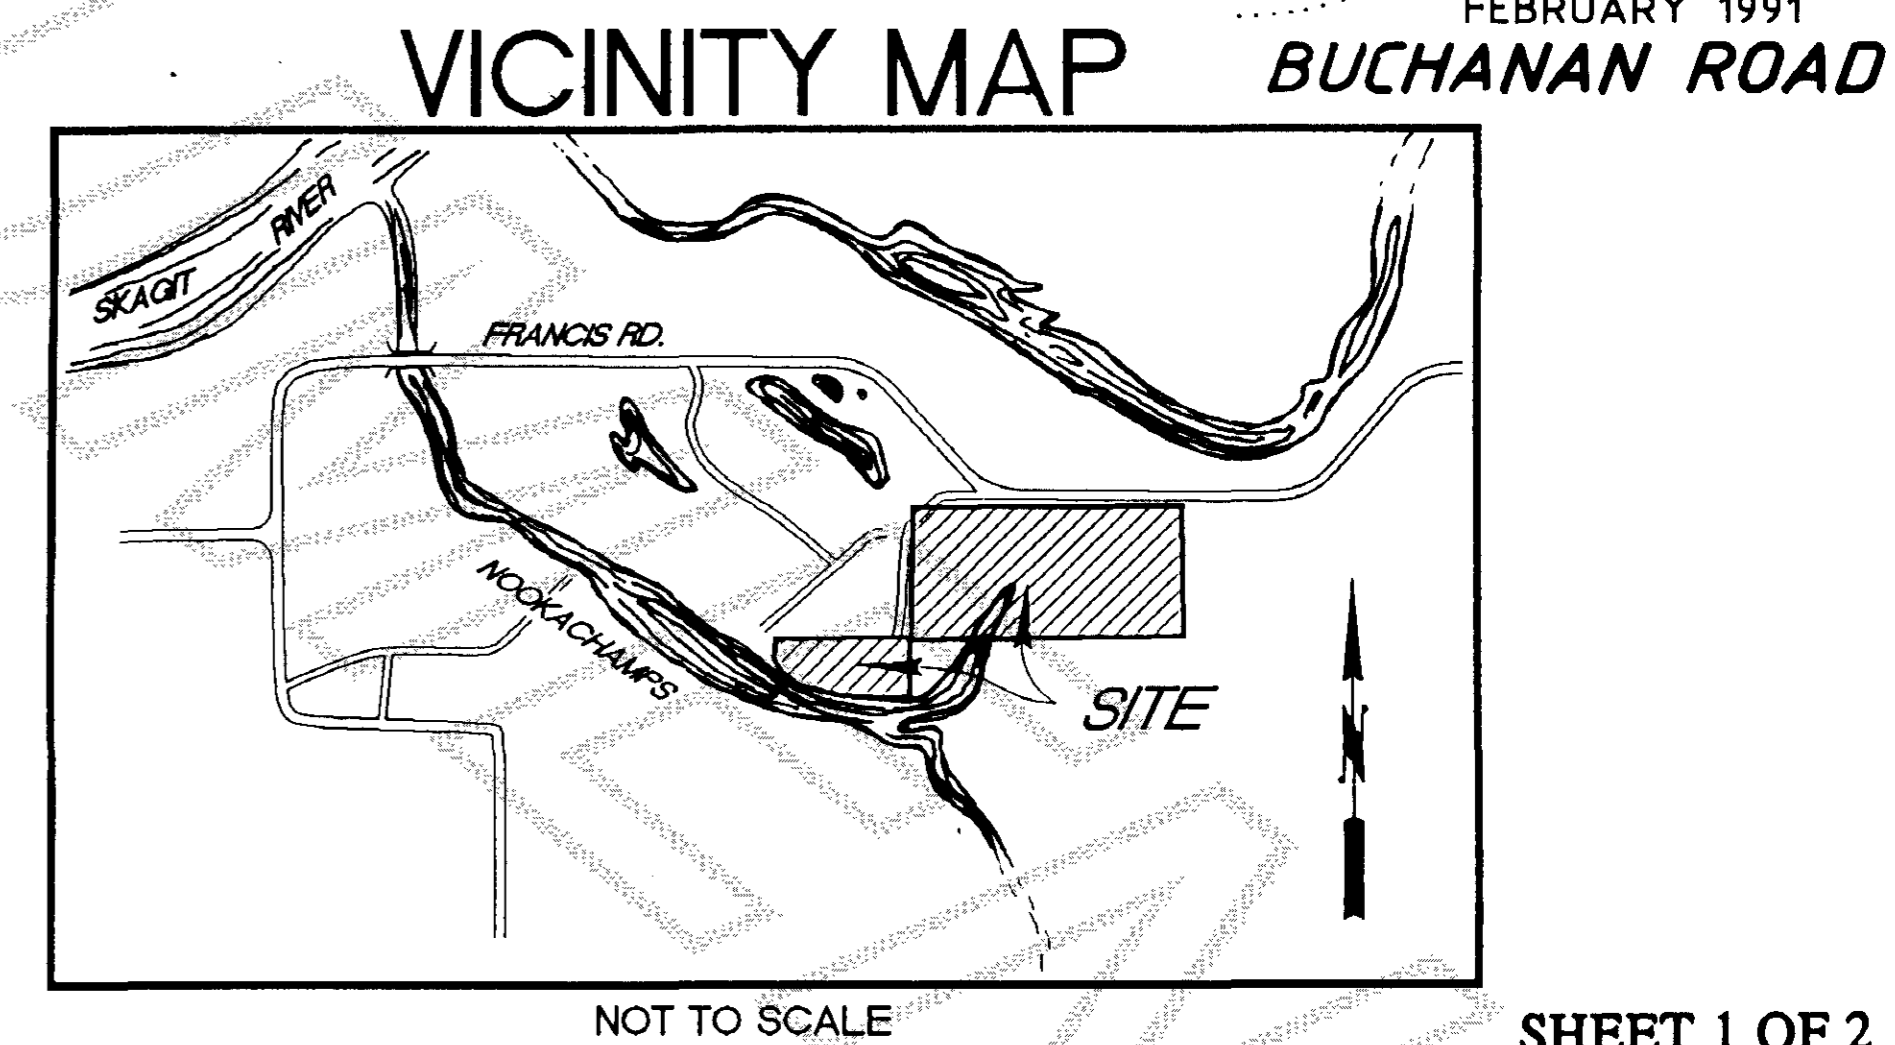 FEBRUARY 1991
VICINITY MAP
BUCHANAN ROAD
SKAGIT RIVER
FRANCIS RD.
NOOKACHAMPS
SITE
N
NOT TO SCALE
SHEET 1 OF 2